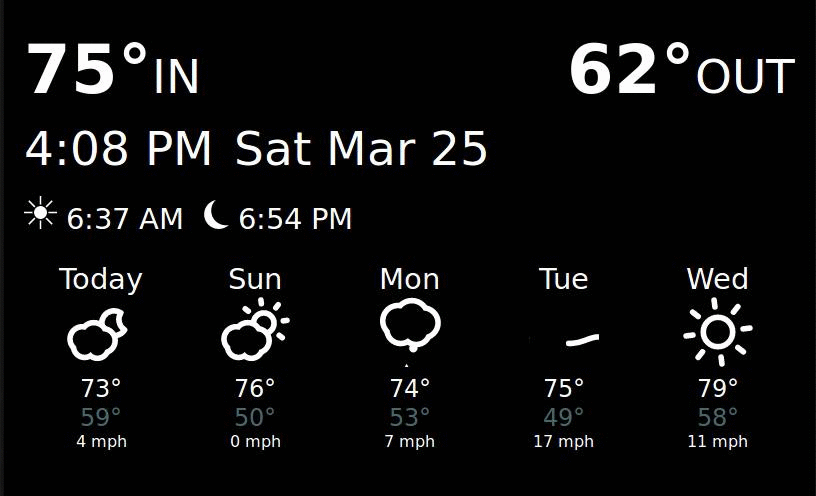 75°IN 62°OUT
4:08 PM Sat Mar 25
6:37 AM 6:54 PM
Today Sun Mon Tue Wed
73° 76° 74° 75° 79°
59° 50° 53° 49° 58°
4 mph 0 mph 7 mph 17 mph 11 mph